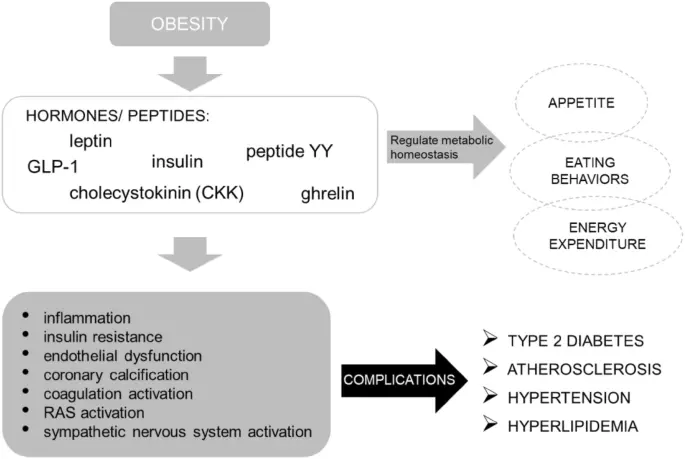 OBESITY
HORMONES/ PEPTIDES:
leptin
GLP-1
insulin
peptide YY
cholecystokinin (CKK)
ghrelin
Regulate metabolic
homeostasis
APPETITE
EATING
BEHAVIORS
ENERGY
EXPENDITURE
• inflammation
• insulin resistance
• endothelial dysfunction
• coronary calcification
• coagulation activation
• RAS activation
• sympathetic nervous system activation
COMPLICATIONS
➢ TYPE 2 DIABETES
➢ ATHEROSCLEROSIS
➢ HYPERTENSION
➢ HYPERLIPIDEMIA